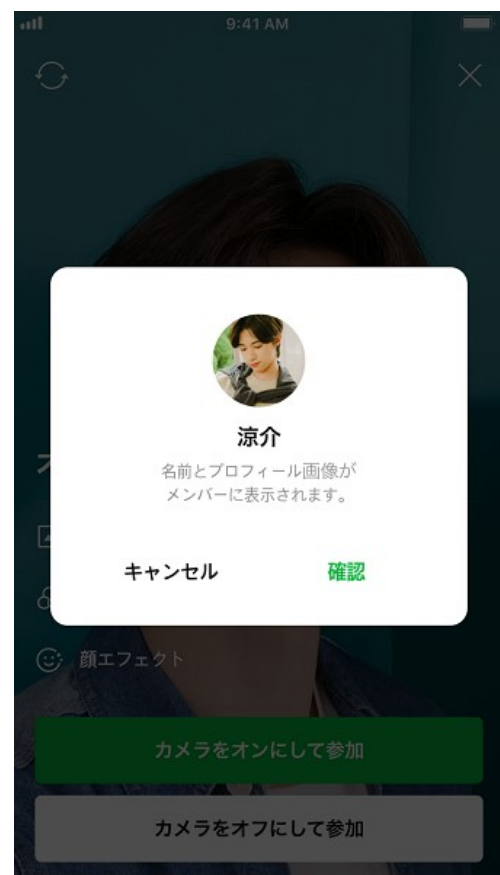 9:41 AM
涼介
名前とプロフィール画像が
メンバーに表示されます。
キャンセル
確認
顔エフェクト
カメラをオンにして参加
カメラをオフにして参加